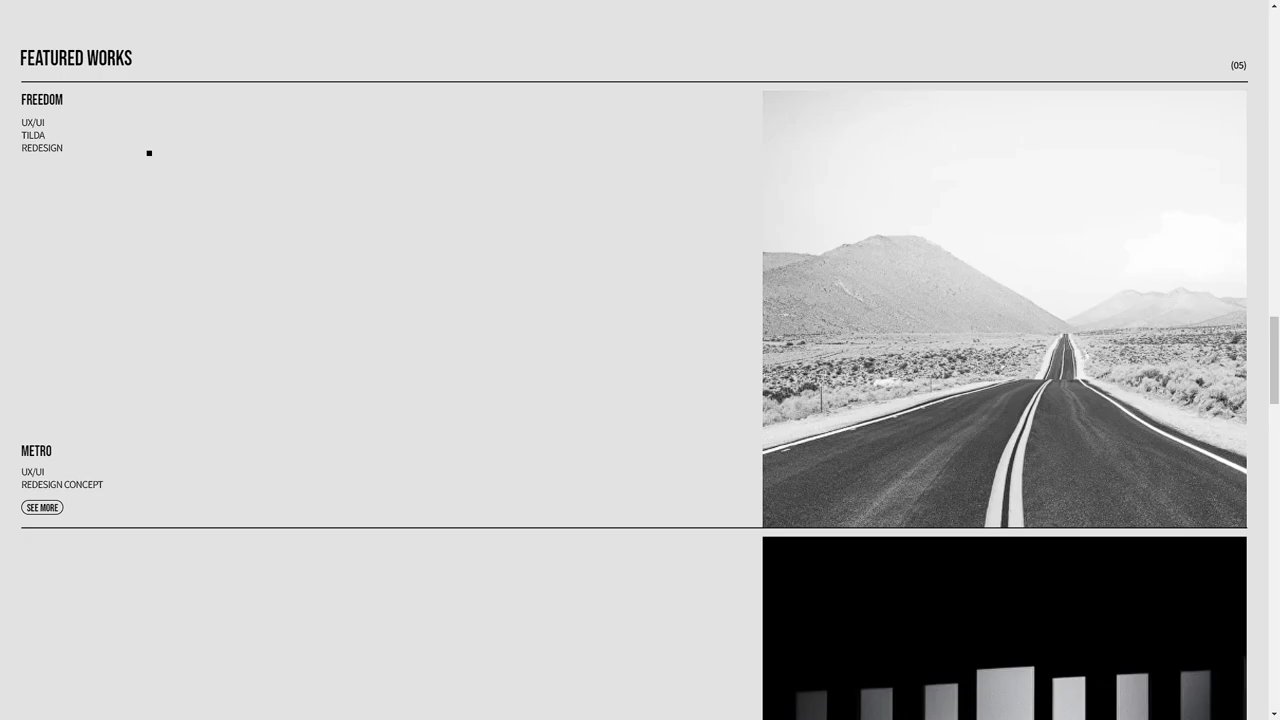 FEATURED WORKS
(05)
FREEDOM
UX/UI
TILDA
REDESIGN
METRO
UX/UI
REDESIGN CONCEPT
SEE MORE